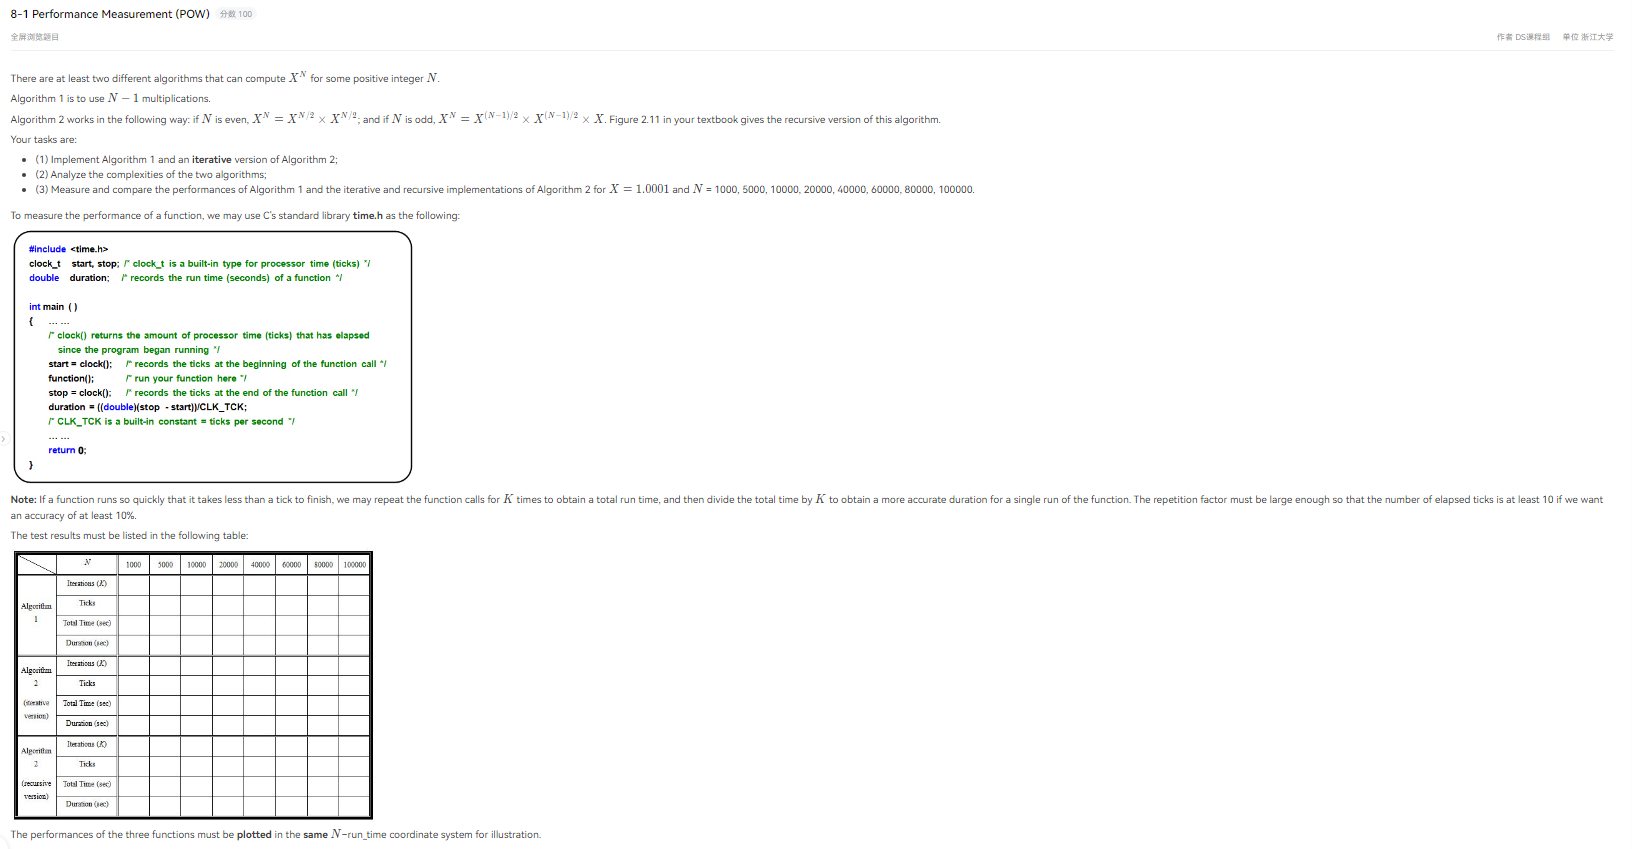 8-1 Performance Measurement (POW) 分数 100
全屏浏览题目 作者 DS课程组 单位 浙江大学
There are at least two different algorithms that can compute X^N for some positive integer N.
Algorithm 1 is to use N − 1 multiplications.
Algorithm 2 works in the following way: if N is even, X^N = X^{N/2} × X^{N/2}; and if N is odd, X^N = X^{(N−1)/2} × X^{(N−1)/2} × X. Figure 2.11 in your textbook gives the recursive version of this algorithm.
Your tasks are:
• (1) Implement Algorithm 1 and an iterative version of Algorithm 2;
• (2) Analyze the complexities of the two algorithms;
• (3) Measure and compare the performances of Algorithm 1 and the iterative and recursive implementations of Algorithm 2 for X = 1.0001 and N = 1000, 5000, 10000, 20000, 40000, 60000, 80000, 100000.
To measure the performance of a function, we may use C's standard library time.h as the following:
#include <time.h>
clock_t start, stop; /* clock_t is a built-in type for processor time (ticks) */
double duration; /* records the run time (seconds) of a function */
int main ( )
{ ... ...
/* clock() returns the amount of processor time (ticks) that has elapsed
since the program began running */
start = clock(); /* records the ticks at the beginning of the function call */
function(); /* run your function here */
stop = clock(); /* records the ticks at the end of the function call */
duration = ((double)(stop - start))/CLK_TCK;
/* CLK_TCK is a built-in constant = ticks per second */
... ...
return 0;
}
Note: If a function runs so quickly that it takes less than a tick to finish, we may repeat the function calls for K times to obtain a total run time, and then divide the total time by K to obtain a more accurate duration for a single run of the function. The repetition factor must be large enough so that the number of elapsed ticks is at least 10 if we want
an accuracy of at least 10%.
The test results must be listed in the following table:
N 1000 5000 10000 20000 40000 60000 80000 100000
Algorithm 1
Iterations (K)
Ticks
Total Time (sec)
Duration (sec)
Algorithm 2 (iterative version)
Iterations (K)
Ticks
Total Time (sec)
Duration (sec)
Algorithm 2 (recursive version)
Iterations (K)
Ticks
Total Time (sec)
Duration (sec)
The performances of the three functions must be plotted in the same N-run_time coordinate system for illustration.